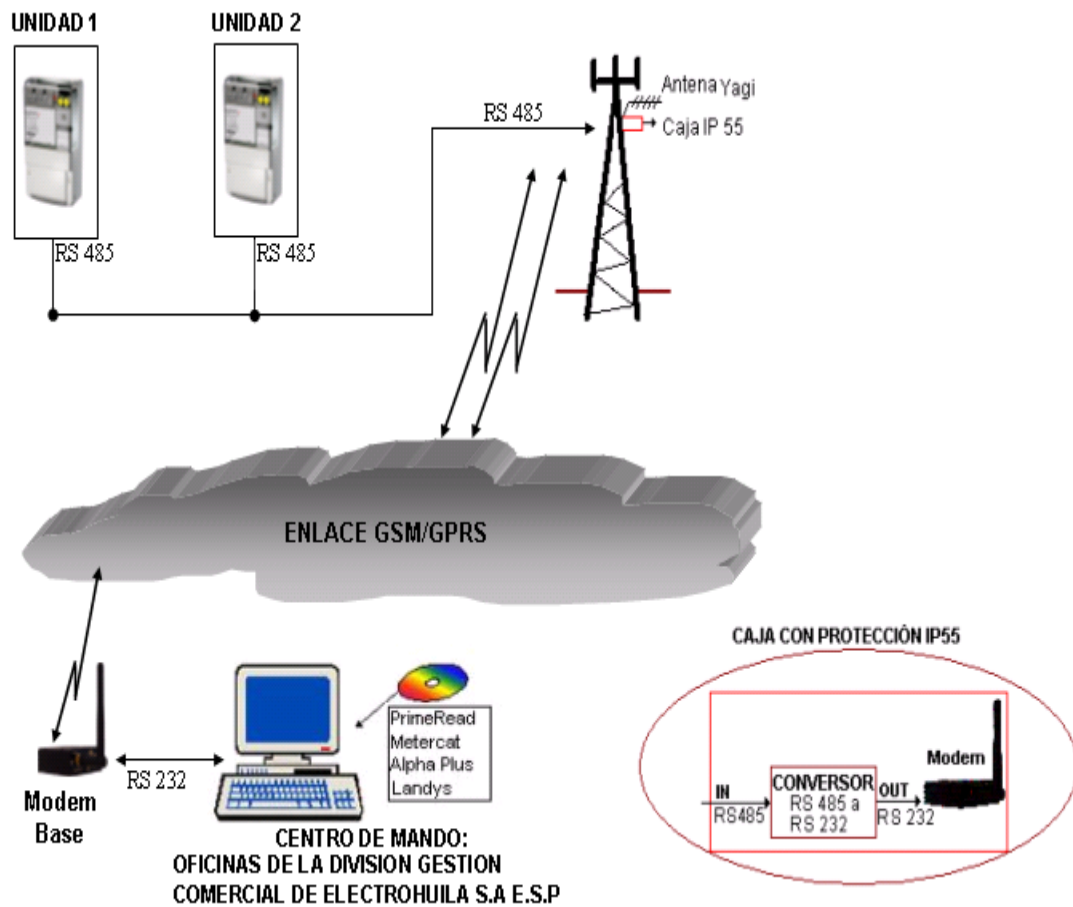 UNIDAD 1
UNIDAD 2
RS 485
RS 485
RS 485
Antena Yagi
Caja IP 55
ENLACE GSM/GPRS
Modem
Base
RS 232
PrimeRead
Metercat
Alpha Plus
Landys
CENTRO DE MANDO:
OFICINAS DE LA DIVISION GESTION
COMERCIAL DE ELECTROHUILA S.A E.S.P
CAJA CON PROTECCIÓN IP55
IN
RS485
CONVERSOR
RS 485 a
RS 232
OUT
RS 232
Modem